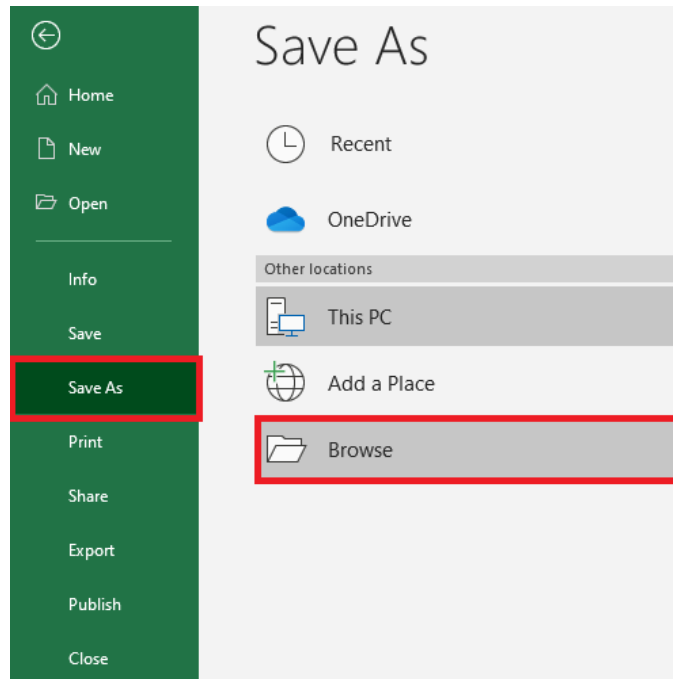 Home
New
Open
Info
Save
Save As
Print
Share
Export
Publish
Close
Save As
Recent
OneDrive
Other locations
This PC
Add a Place
Browse